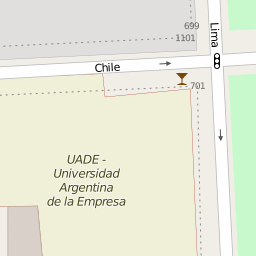 699
1101
Lima
Chile
701
UADE -
Universidad
Argentina
de la Empresa